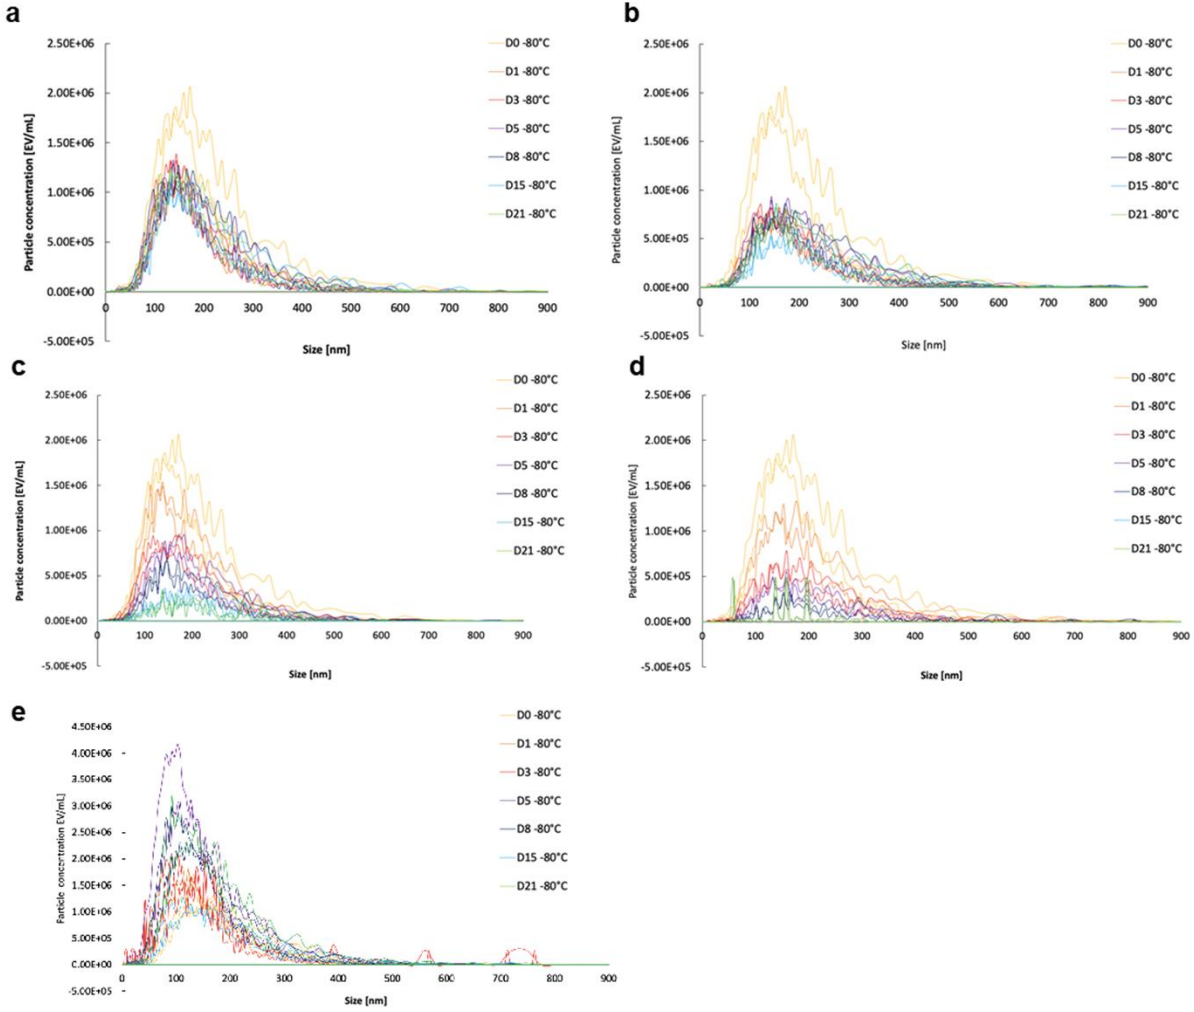 a
2.50E+06
2.00E+06
1.50E+06
1.00E+06
5.00E+05
0.00E+00
-5.00E+05
0 100 200 300 400 500 600 700 800 900
Particle concentration [EV/mL]
Size [nm]
D0 -80°C
D1 -80°C
D3 -80°C
D5 -80°C
D8 -80°C
D15 -80°C
D21 -80°C
b
2.50E+06
2.00E+06
1.50E+06
1.00E+06
5.00E+05
0.00E+00
-5.00E+05
0 100 200 300 400 500 600 700 800 900
Particle concentration [EV/mL]
Size [nm]
D0 -80°C
D1 -80°C
D3 -80°C
D5 -80°C
D8 -80°C
D15 -80°C
D21 -80°C
c
2.50E+06
2.00E+06
1.50E+06
1.00E+06
5.00E+05
0.00E+00
-5.00E+05
0 100 200 300 400 500 600 700 800 900
Particle concentration [EV/mL]
Size [nm]
D0 -80°C
D1 -80°C
D3 -80°C
D5 -80°C
D8 -80°C
D15 -80°C
D21 -80°C
d
2.50E+06
2.00E+06
1.50E+06
1.00E+06
5.00E+05
0.00E+00
-5.00E+05
0 100 200 300 400 500 600 700 800 900
Particle concentration [EV/mL]
Size [nm]
D0 -80°C
D1 -80°C
D3 -80°C
D5 -80°C
D8 -80°C
D15 -80°C
D21 -80°C
e
4.50E+06
4.00E+06
3.50E+06
3.00E+06
2.50E+06
2.00E+06
1.50E+06
1.00E+06
5.00E+05
0.00E+00
-5.00E+05
0 100 200 300 400 500 600 700 800 900
Particle concentration EV/mL]
Size [nm]
D0 -80°C
D1 -80°C
D3 -80°C
D5 -80°C
D8 -80°C
D15 -80°C
D21 -80°C